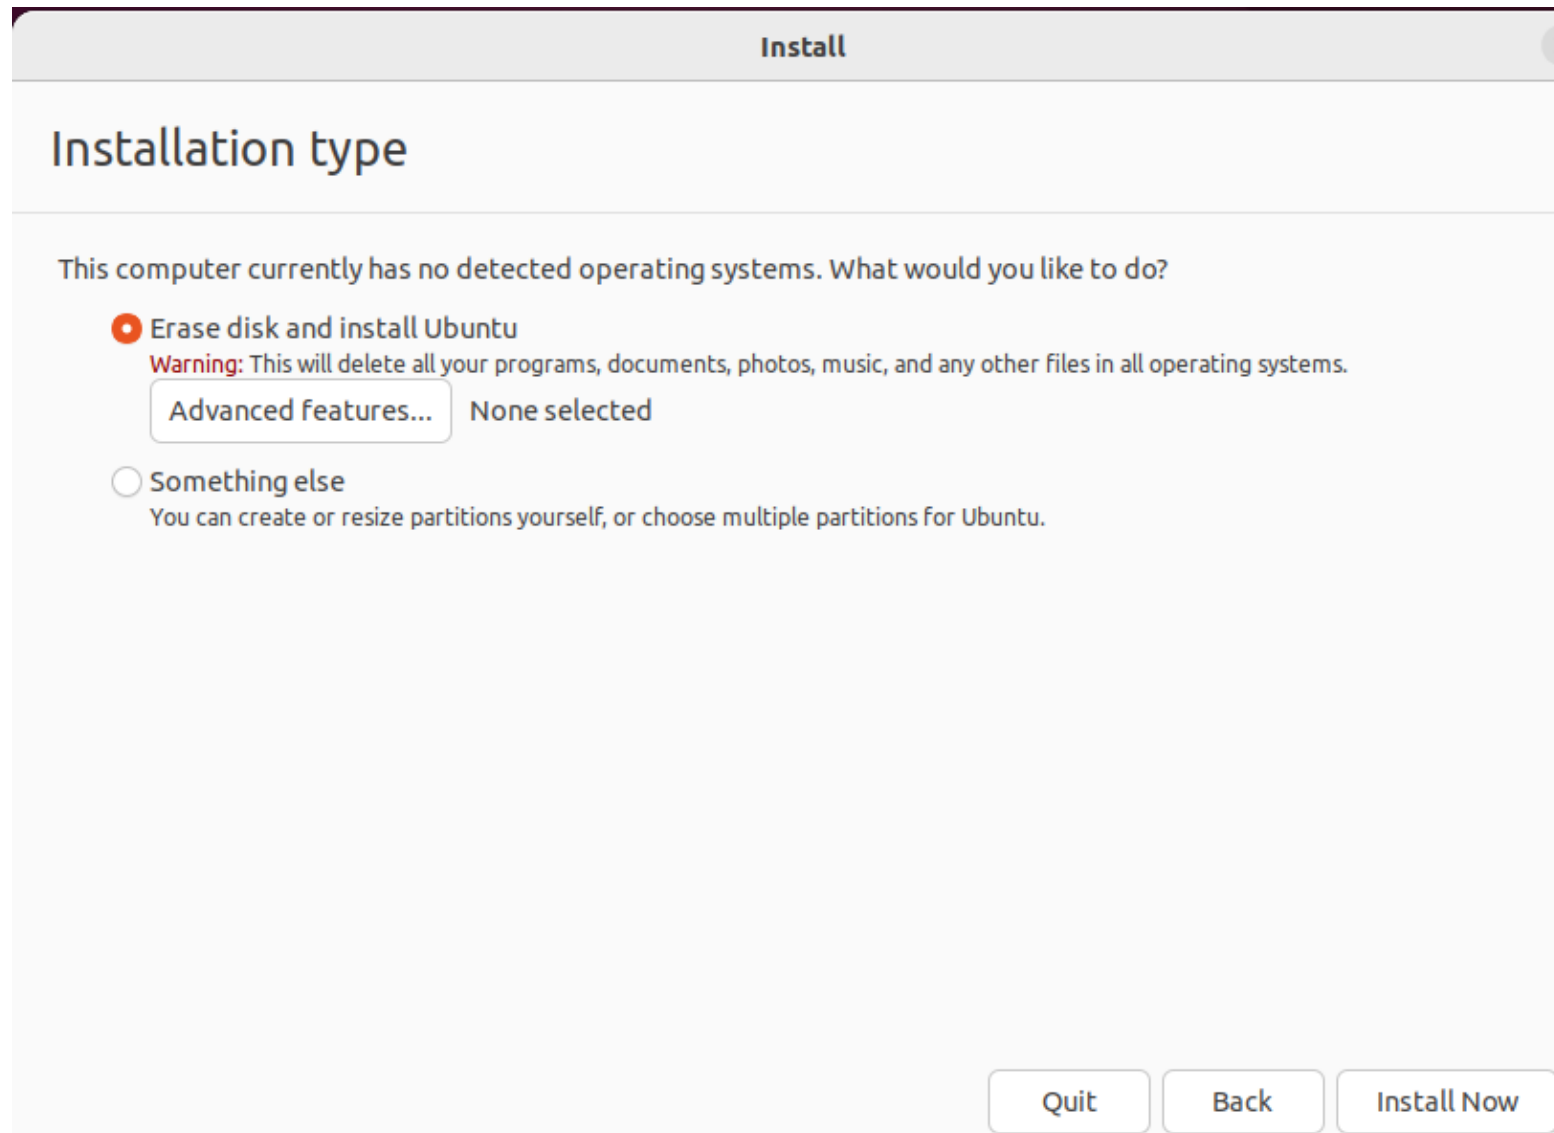 Install
Installation type
This computer currently has no detected operating systems. What would you like to do?
Erase disk and install Ubuntu
Warning: This will delete all your programs, documents, photos, music, and any other files in all operating systems.
Advanced features... None selected
Something else
You can create or resize partitions yourself, or choose multiple partitions for Ubuntu.
Quit Back Install Now